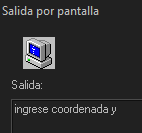 Salida por pantalla
Salida:
ingrese coordenada y